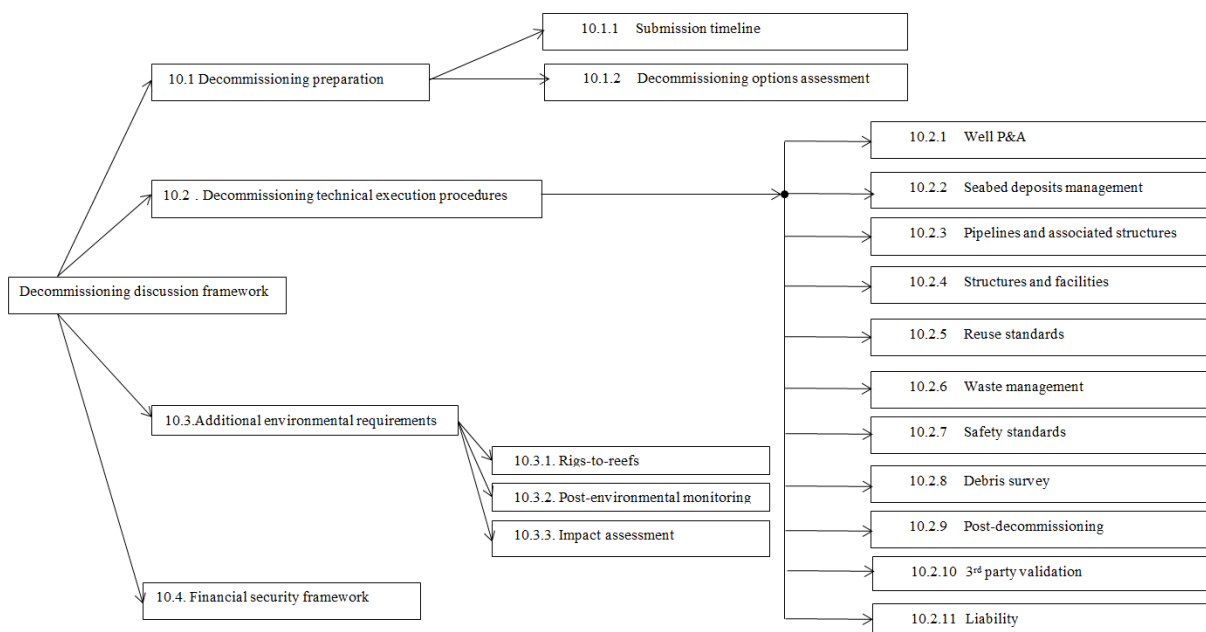 Decommissioning discussion framework
10.1 Decommissioning preparation
10.1.1 Submission timeline
10.1.2 Decommissioning options assessment
10.2 . Decommissioning technical execution procedures
10.2.1 Well P&A
10.2.2 Seabed deposits management
10.2.3 Pipelines and associated structures
10.2.4 Structures and facilities
10.2.5 Reuse standards
10.2.6 Waste management
10.2.7 Safety standards
10.2.8 Debris survey
10.2.9 Post-decommissioning
10.2.10 3rd party validation
10.2.11 Liability
10.3.Additional environmental requirements
10.3.1. Rigs-to-reefs
10.3.2. Post-environmental monitoring
10.3.3. Impact assessment
10.4. Financial security framework